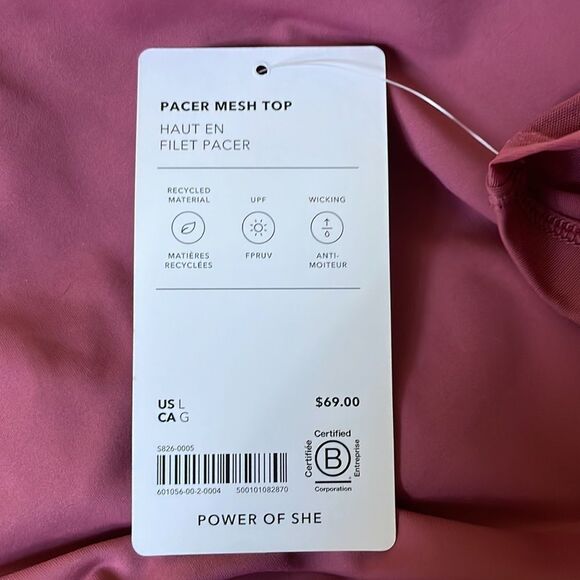 PACER MESH TOP
HAUT EN
FILET PACER
RECYCLED
MATERIAL
MATIÈRES
RECYCLÉES
UPF
FPRUV
WICKING
ANTI-
MOITEUR
US L
CA G
$69.00
S826-0005
601056-00-2-0004 500101082870
Certified
Certifiée
B
Entreprise
Corporation
POWER OF SHE